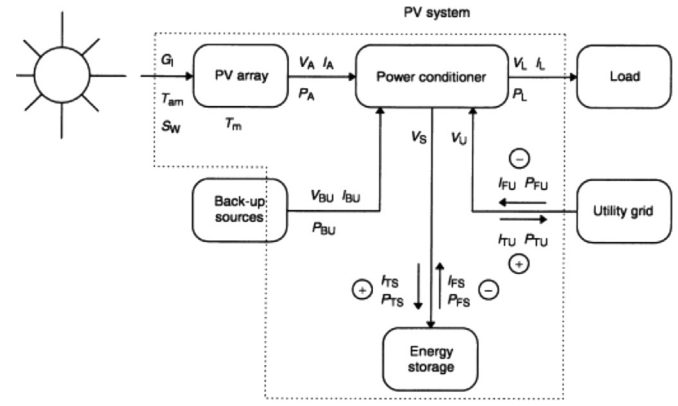 PV system
G_I
V_A I_A
V_L I_L
PV array
Power conditioner
Load
T_am
P_A
P_L
S_W
T_m
V_S
V_U
−
I_FU P_FU
Back-up
sources
V_BU I_BU
P_BU
Utility grid
I_TU P_TU
+
+
I_TS
P_TS
I_FS
P_FS
−
Energy
storage